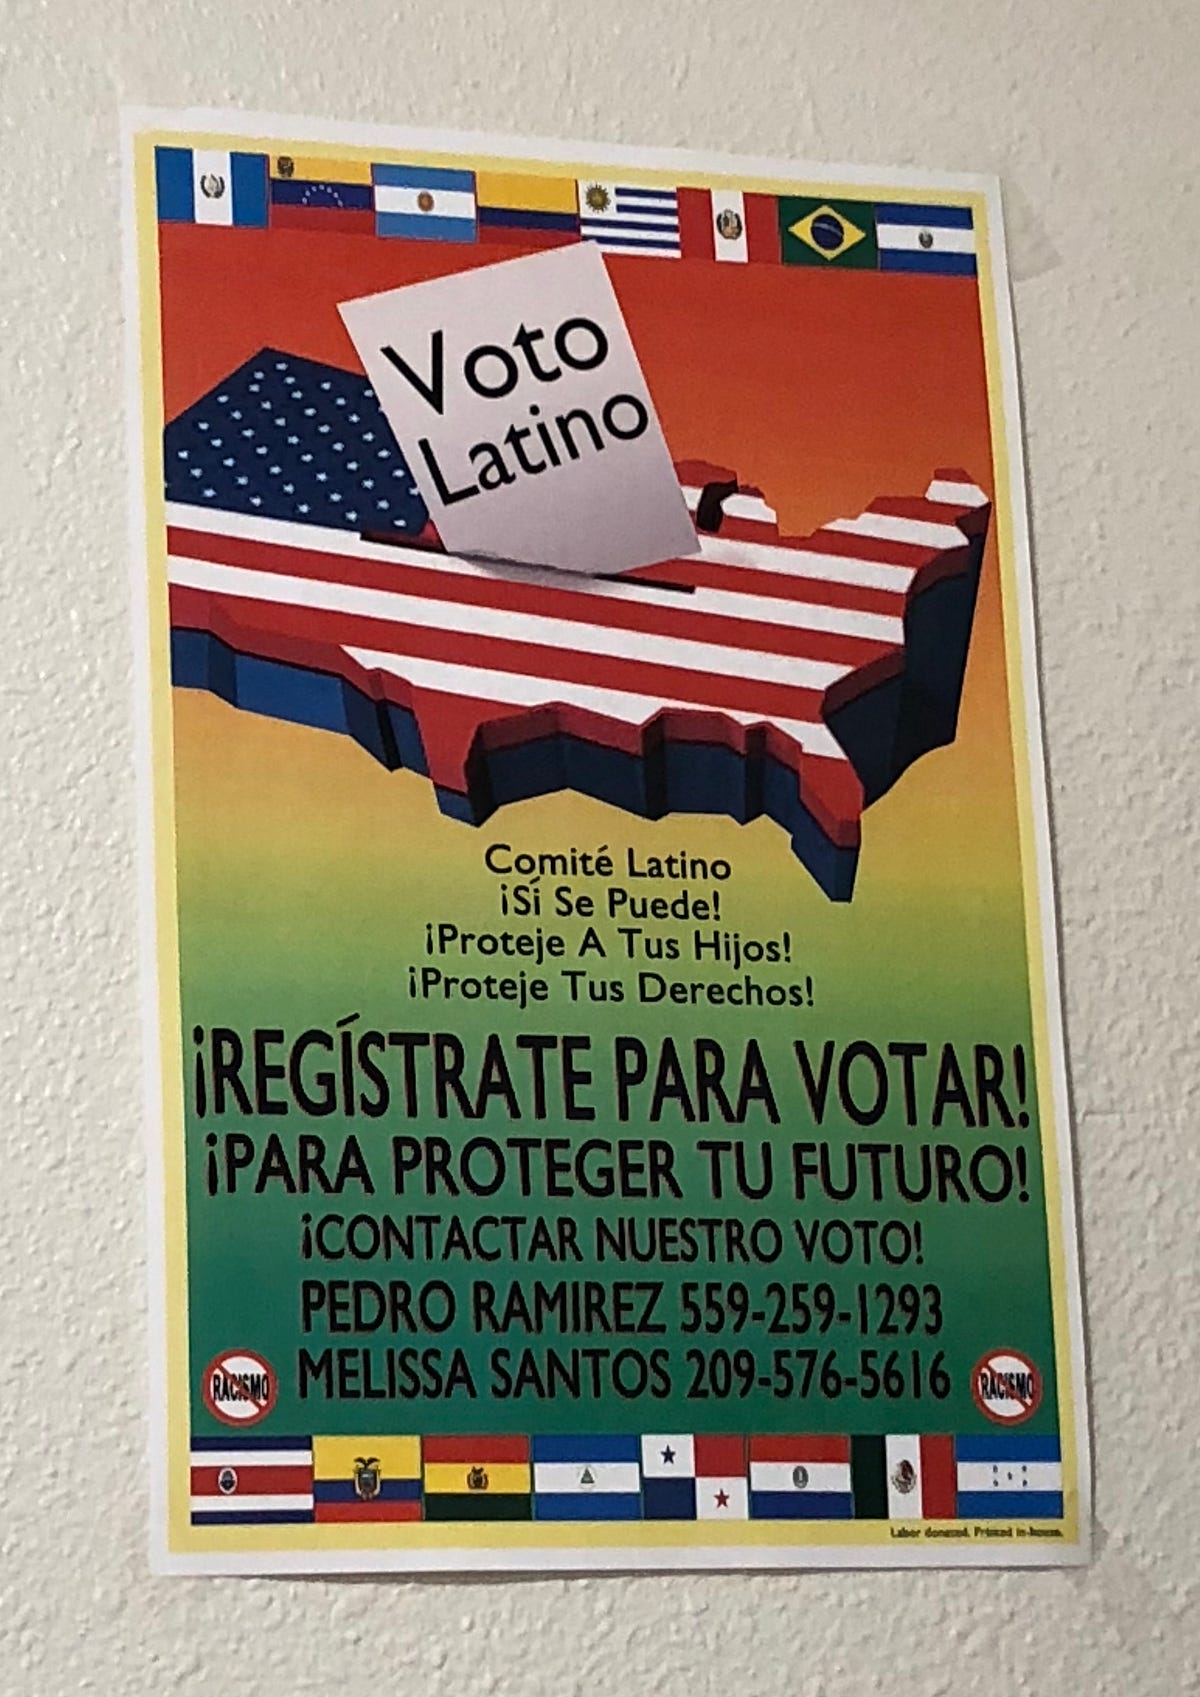 Voto
Latino
Comité Latino
¡Sí Se Puede!
¡Proteje A Tus Hijos!
¡Proteje Tus Derechos!
¡REGÍSTRATE PARA VOTAR!
¡PARA PROTEGER TU FUTURO!
¡CONTACTAR NUESTRO VOTO!
PEDRO RAMIREZ 559-259-1293
MELISSA SANTOS 209-576-5616
RACISMO
RACISMO
Labor donated. Printed in-house.